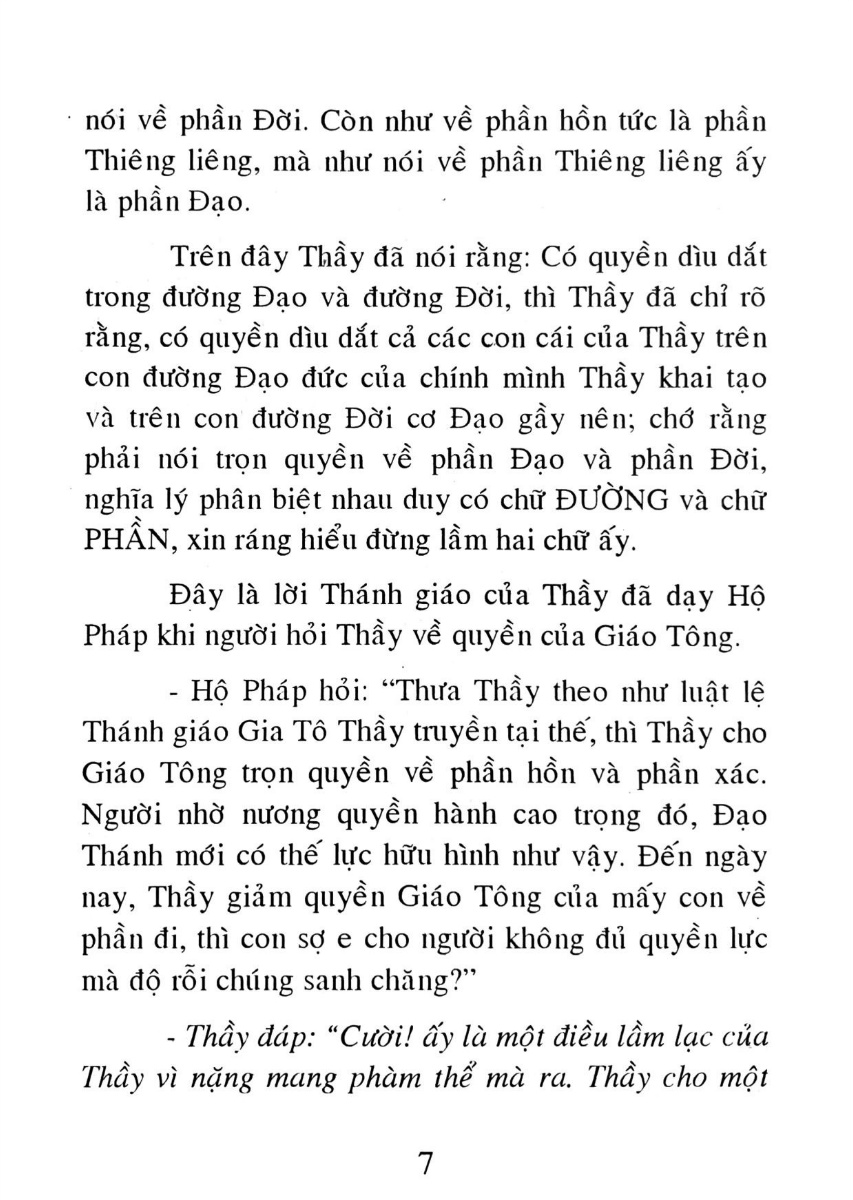 nói về phần Đời. Còn như về phần hồn tức là phần
Thiêng liêng, mà như nói về phần Thiêng liêng ấy
là phần Đạo.
Trên đây Thầy đã nói rằng: Có quyền dìu dắt
trong đường Đạo và đường Đời, thì Thầy đã chỉ rõ
rằng, có quyền dìu dắt cả các con cái của Thầy trên
con đường Đạo đức của chính mình Thầy khai tạo
và trên con đường Đời cơ Đạo gầy nên; chớ rằng
phải nói trọn quyền về phần Đạo và phần Đời,
nghĩa lý phân biệt nhau duy có chữ ĐƯỜNG và chữ
PHẦN, xin ráng hiểu đừng lầm hai chữ ấy.
Đây là lời Thánh giáo của Thầy đã dạy Hộ
Pháp khi người hỏi Thầy về quyền của Giáo Tông.
- Hộ Pháp hỏi: “Thưa Thầy theo như luật lệ
Thánh giáo Gia Tô Thầy truyền tại thế, thì Thầy cho
Giáo Tông trọn quyền về phần hồn và phần xác.
Người nhờ nương quyền hành cao trọng đó, Đạo
Thánh mới có thế lực hữu hình như vậy. Đến ngày
nay, Thầy giảm quyền Giáo Tông của mấy con về
phần đi, thì con sợ e cho người không đủ quyền lực
mà độ rỗi chúng sanh chăng?”
- Thầy đáp: “Cười! ấy là một điều lầm lạc của
Thầy vì nặng mang phàm thể mà ra. Thầy cho một
7